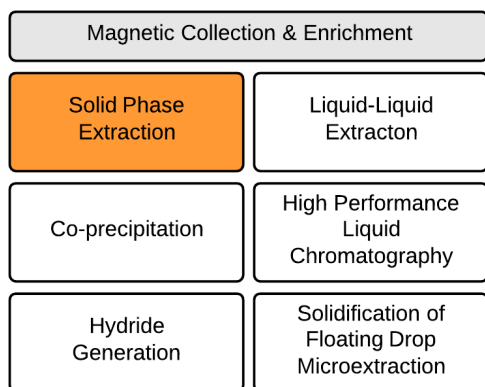 Magnetic Collection & Enrichment
Solid Phase
Extraction
Liquid-Liquid
Extracton
Co-precipitation
High Performance
Liquid
Chromatography
Hydride
Generation
Solidification of
Floating Drop
Microextraction